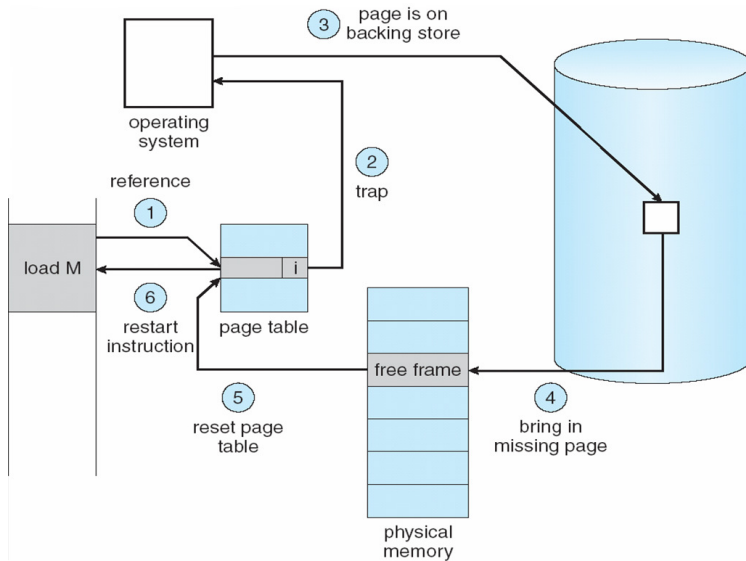 3
page is on
backing store
operating
system
2
trap
reference
1
load M
i
6
restart
instruction
page table
free frame
5
reset page
table
4
bring in
missing page
physical
memory